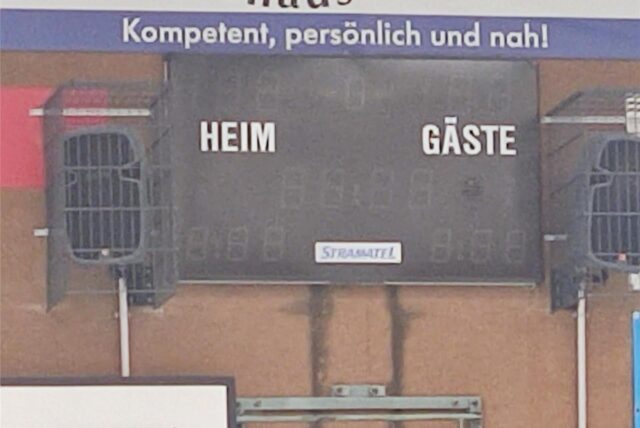 Kompetent, persönlich und nah!
HEIM GÄSTE
STRAMATEL